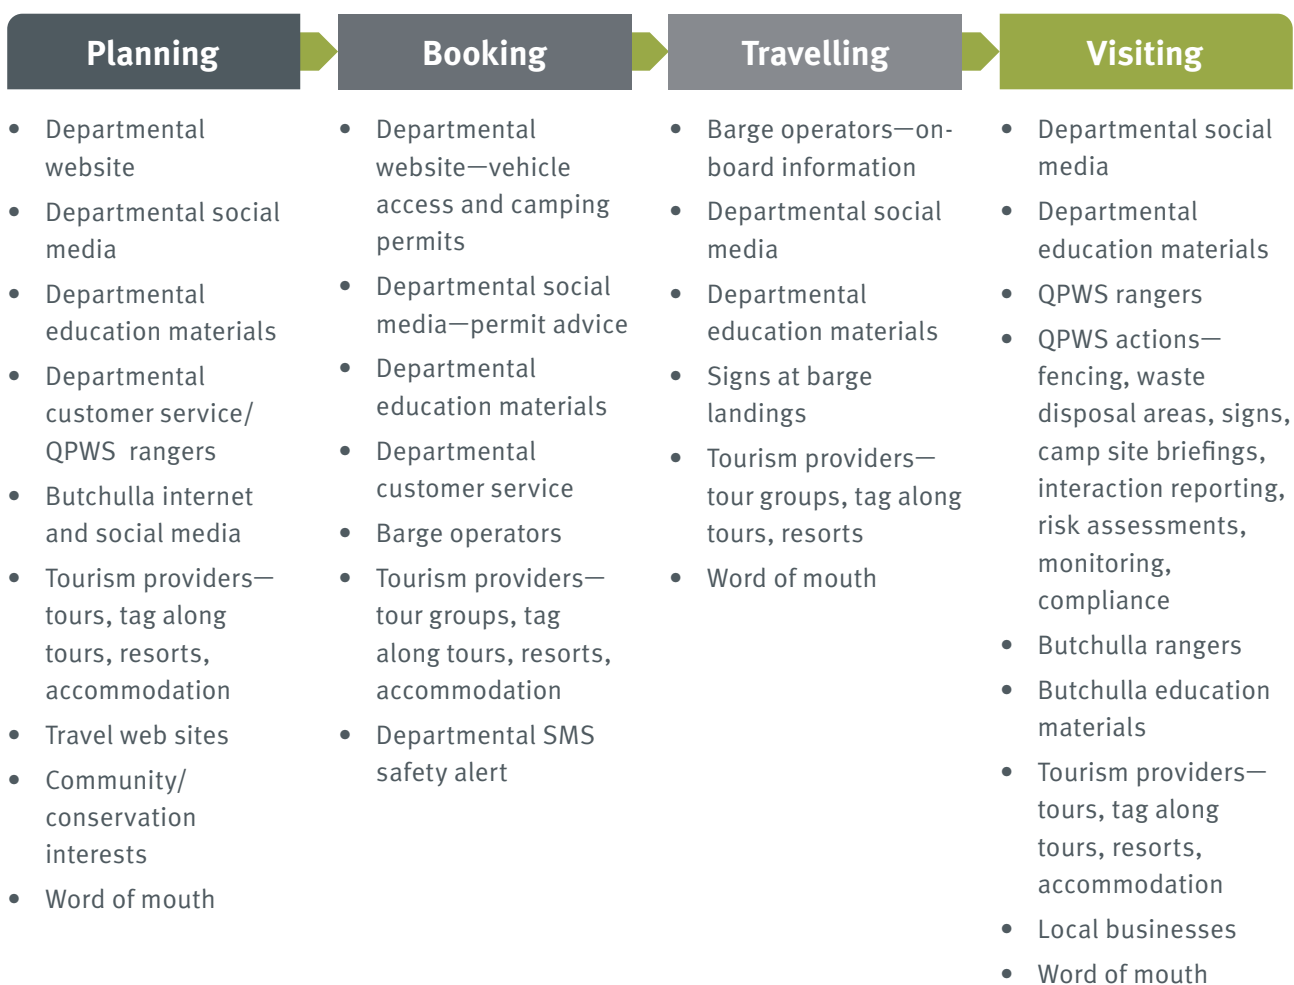 Planning
Departmental
website
Departmental social
media
Departmental
education materials
Departmental
customer service/
QPWS  rangers
Butchulla internet
and social media
Tourism providers—
tours, tag along
tours, resorts,
accommodation
Travel web sites
Community/
conservation
interests
Word of mouth
Booking
Departmental
website—vehicle
access and camping
permits
Departmental social
media—permit advice
Departmental
education materials
Departmental
customer service
Barge operators
Tourism providers—
tour groups, tag
along tours, resorts,
accommodation
Departmental SMS
safety alert
Travelling
Barge operators—on-
board information
Departmental social
media
Departmental
education materials
Signs at barge
landings
Tourism providers—
tour groups, tag along
tours, resorts
Word of mouth
Visiting
Departmental social
media
Departmental
education materials
QPWS rangers
QPWS actions—
fencing, waste
disposal areas, signs,
camp site briefings,
interaction reporting,
risk assessments,
monitoring,
compliance
Butchulla rangers
Butchulla education
materials
Tourism providers—
tours, tag along
tours, resorts,
accommodation
Local businesses
Word of mouth